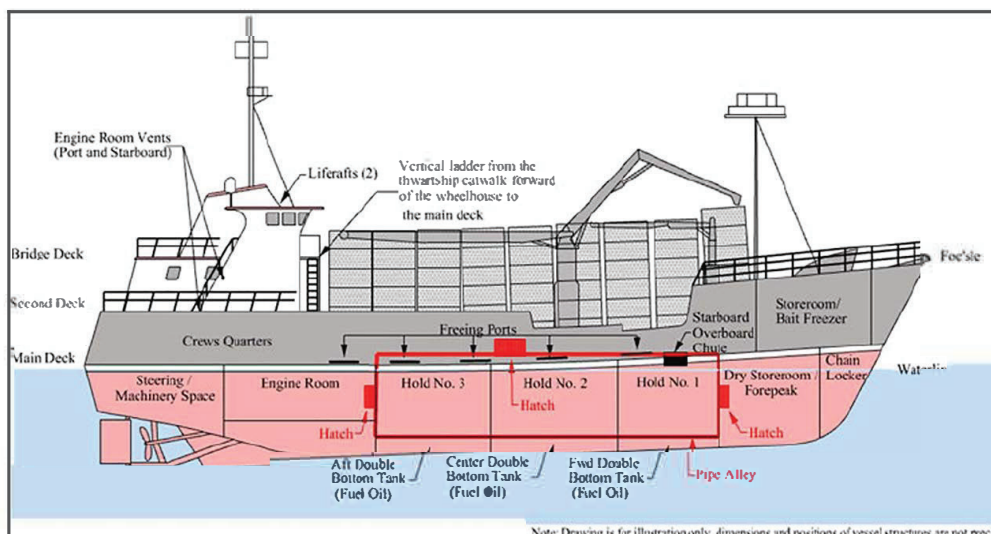 Engine Room Vents
(Port and Starboard)
Liferafts (2)
Vertical ladder from the
thwartship catwalk forward
of the wheelhouse to
the main deck
Bridge Deck
Foc'sle
Second Deck
Storeroom/
Bait Freezer
Starboard
Overboard
Chute
Freeing Ports
Crews Quarters
Main Deck
Chain
Locker
Steering /
Machinery Space
Engine Room
Hold No. 3
Hold No. 2
Hold No. 1
Dry Storeroom /
Forepeak
Hatch
Hatch
Hatch
Aft Double
Bottom Tank
(Fuel Oil)
Center Double
Bottom Tank
(Fuel Oil)
Fwd Double
Bottom Tank
(Fuel Oil)
Pipe Alley
Note: Drawing is for illustration only, dimensions and positions of vessel structures are not